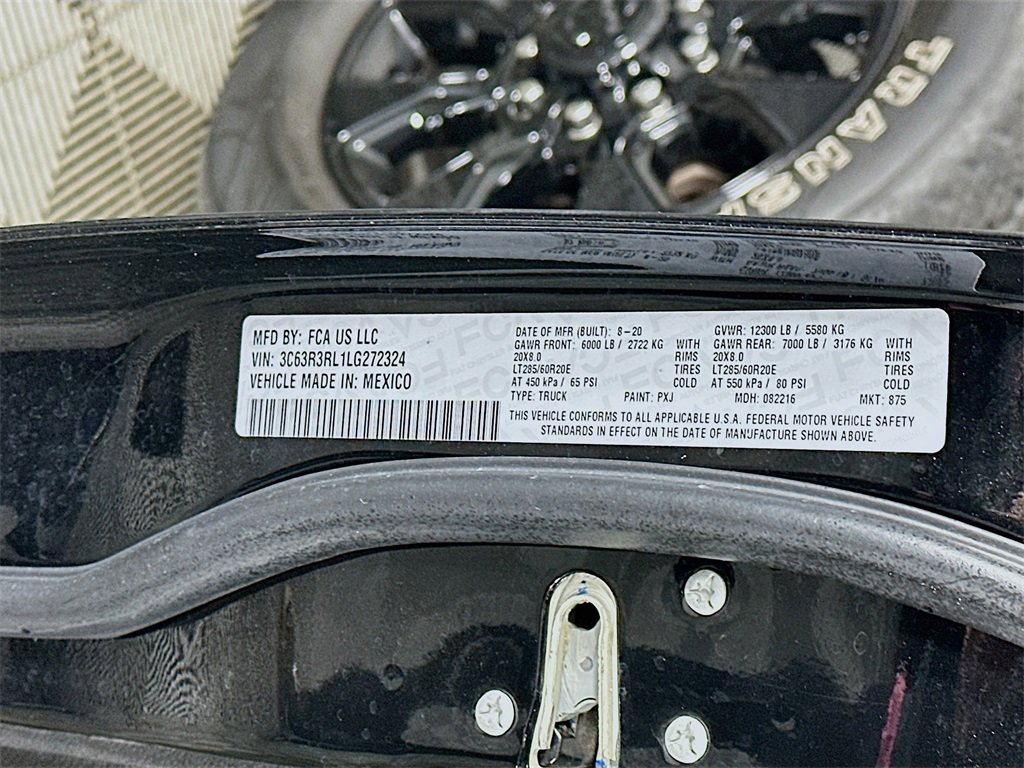 TRANS
MFD BY: FCA US LLC
VIN: 3C63R3RL1LG272324
VEHICLE MADE IN: MEXICO
DATE OF MFR (BUILT): 8-20
GAWR FRONT: 6000 LB / 2722 KG WITH
20X8.0 RIMS
LT285/60R20E TIRES
AT 450 kPa / 65 PSI COLD
TYPE: TRUCK PAINT: PXJ
GVWR: 12300 LB / 5580 KG
GAWR REAR: 7000 LB / 3176 KG WITH
20X8.0 RIMS
LT285/60R20E TIRES
AT 550 kPa / 80 PSI COLD
MDH: 082216 MKT: 875
THIS VEHICLE CONFORMS TO ALL APPLICABLE U.S.A. FEDERAL MOTOR VEHICLE SAFETY
STANDARDS IN EFFECT ON THE DATE OF MANUFACTURE SHOWN ABOVE.